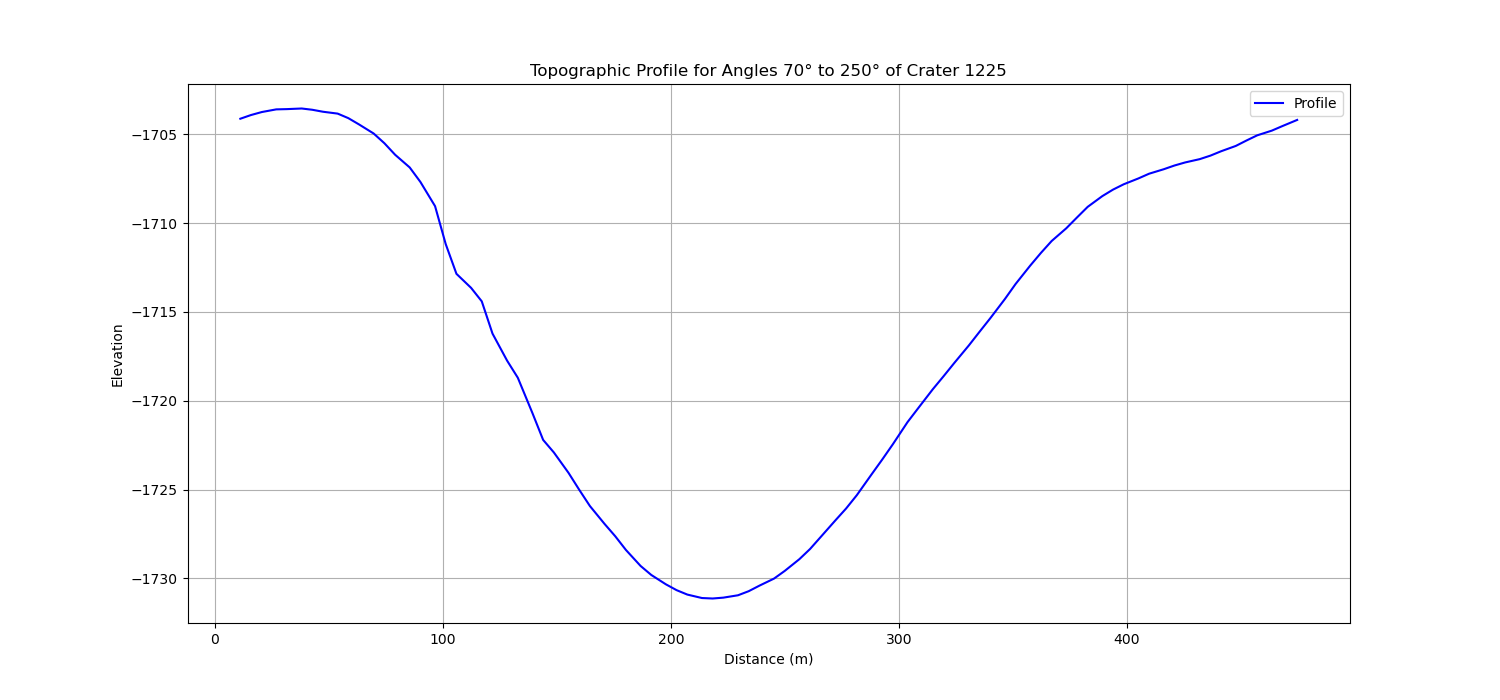 Topographic Profile for Angles 70° to 250° of Crater 1225
Profile
−1705
−1710
−1715
−1720
−1725
−1730
Elevation
0 100 200 300 400
Distance (m)